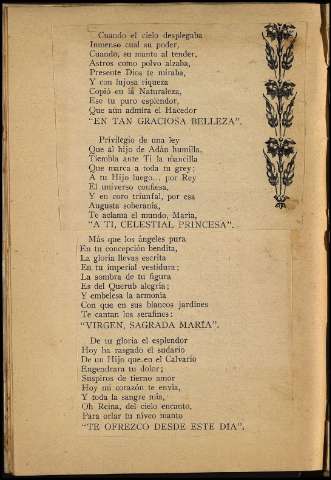 Cuando el cielo desplegaba
Inmenso cual su poder,
Cuando, su manto al tender,
Astros como polvo alzaba,
Presente Dios te miraba,
Y con lujosa riqueza
Copió en la Naturaleza,
Ese tu puro esplendor,
Que aún admira el Hacedor
"EN TAN GRACIOSA BELLEZA".
Privilegio de una ley
Que al hijo de Adán humilla,
Tiembla ante Ti la mancilla
Que marca a toda tu grey;
A tu Hijo luego... por Rey
El universo confiesa,
Y en coro triunfal, por esa
Augusta soberanía,
Te aclama el mundo, María,
"A TI, CELESTIAL PRINCESA".
Más que los ángeles pura
En tu concepción bendita,
La gloria llevas escrita
En tu imperial vestidura;
La sombra de tu figura
Es del Querub alegría;
Y embelesa la armonía
Con que en sus blancos jardines
Te cantan los serafines:
"VIRGEN, SAGRADA MARIA".
De tu gloria el esplendor
Hoy ha rasgado el sudario
De un Hijo que en el Calvario
Engendrara tu dolor;
Suspiros de tierno amor
Hoy mi corazón te envía,
Y toda la sangre mía,
Oh Reina, del cielo encanto,
Para orlar tu níveo manto
"TE OFREZCO DESDE ESTE DIA".